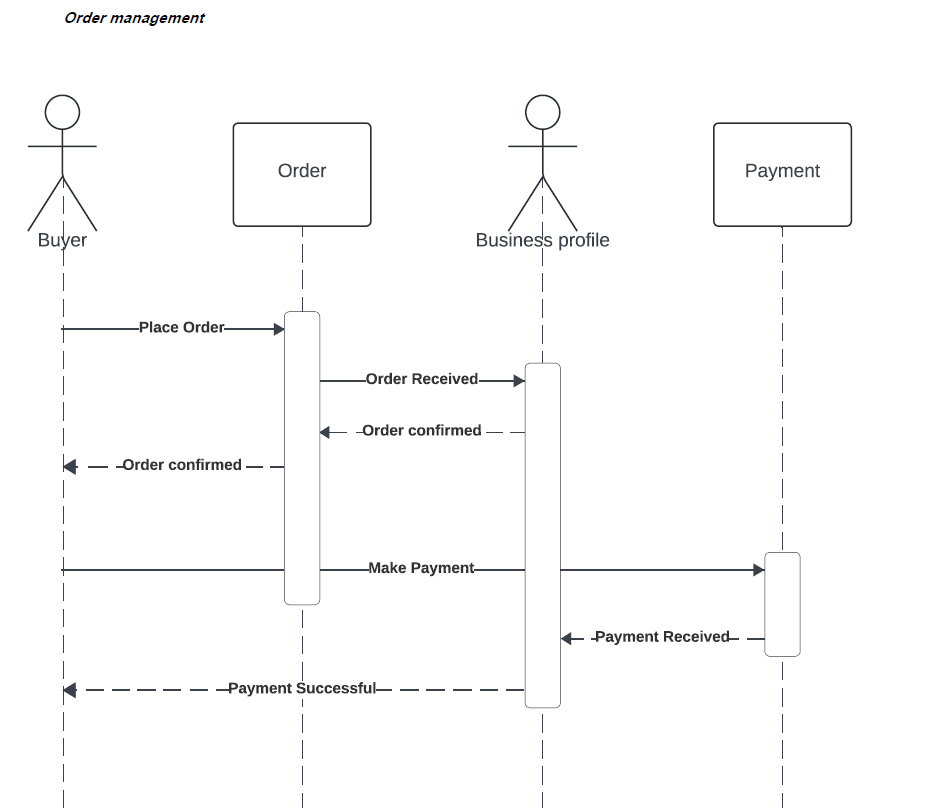 Order management
Buyer
Order
Business profile
Payment
Place Order
Order Received
Order confirmed
Order confirmed
Make Payment
Payment Received
Payment Successful